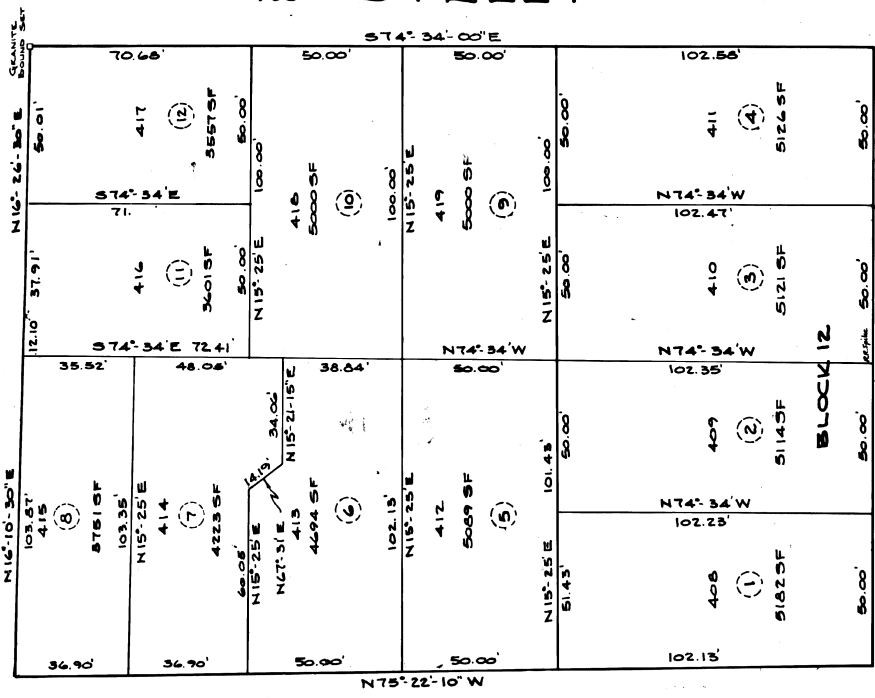 S74°-34'-00"E
GRANITE
BOUND SET
70.68'
50.00'
50.00'
102.58'
N16°-26'-30"E
50.01'
417
12
3557 SF
50.00'
S74°-34'E
71.
37.91'
12.10'
416
11
3601 SF
50.00'
S74°-34'E 72.41'
100.00'
N15°-25'E
418
5000 SF
10
100.00'
N15°-25'E
419
5000 SF
9
100.00'
N15°-25'E
N74°-34'W
50.00'
411
4
5126 SF
50.00'
N74°-34'W
102.47'
50.00'
410
3
5121 SF
50.00'
N74°-34'W
BLOCK 12
35.52'
48.08'
38.84'
50.00'
102.35'
N16°-10'-30"E
103.87'
415
8
3751 SF
103.35'
N15°-25'E
414
7
4223 SF
60.08'
N15°-25'E
14.19'
N67°-31'E
34.06'
N15°-21'-15"E
413
4694 SF
6
102.13'
N15°-25'E
412
5089 SF
5
101.43'
N15°-25'E
50.00'
409
2
5114 SF
50.00'
N74°-34'W
102.23'
51.43'
408
1
5182 SF
50.00'
36.90'
36.90'
50.00'
50.00'
102.13'
N75°-22'-10"W